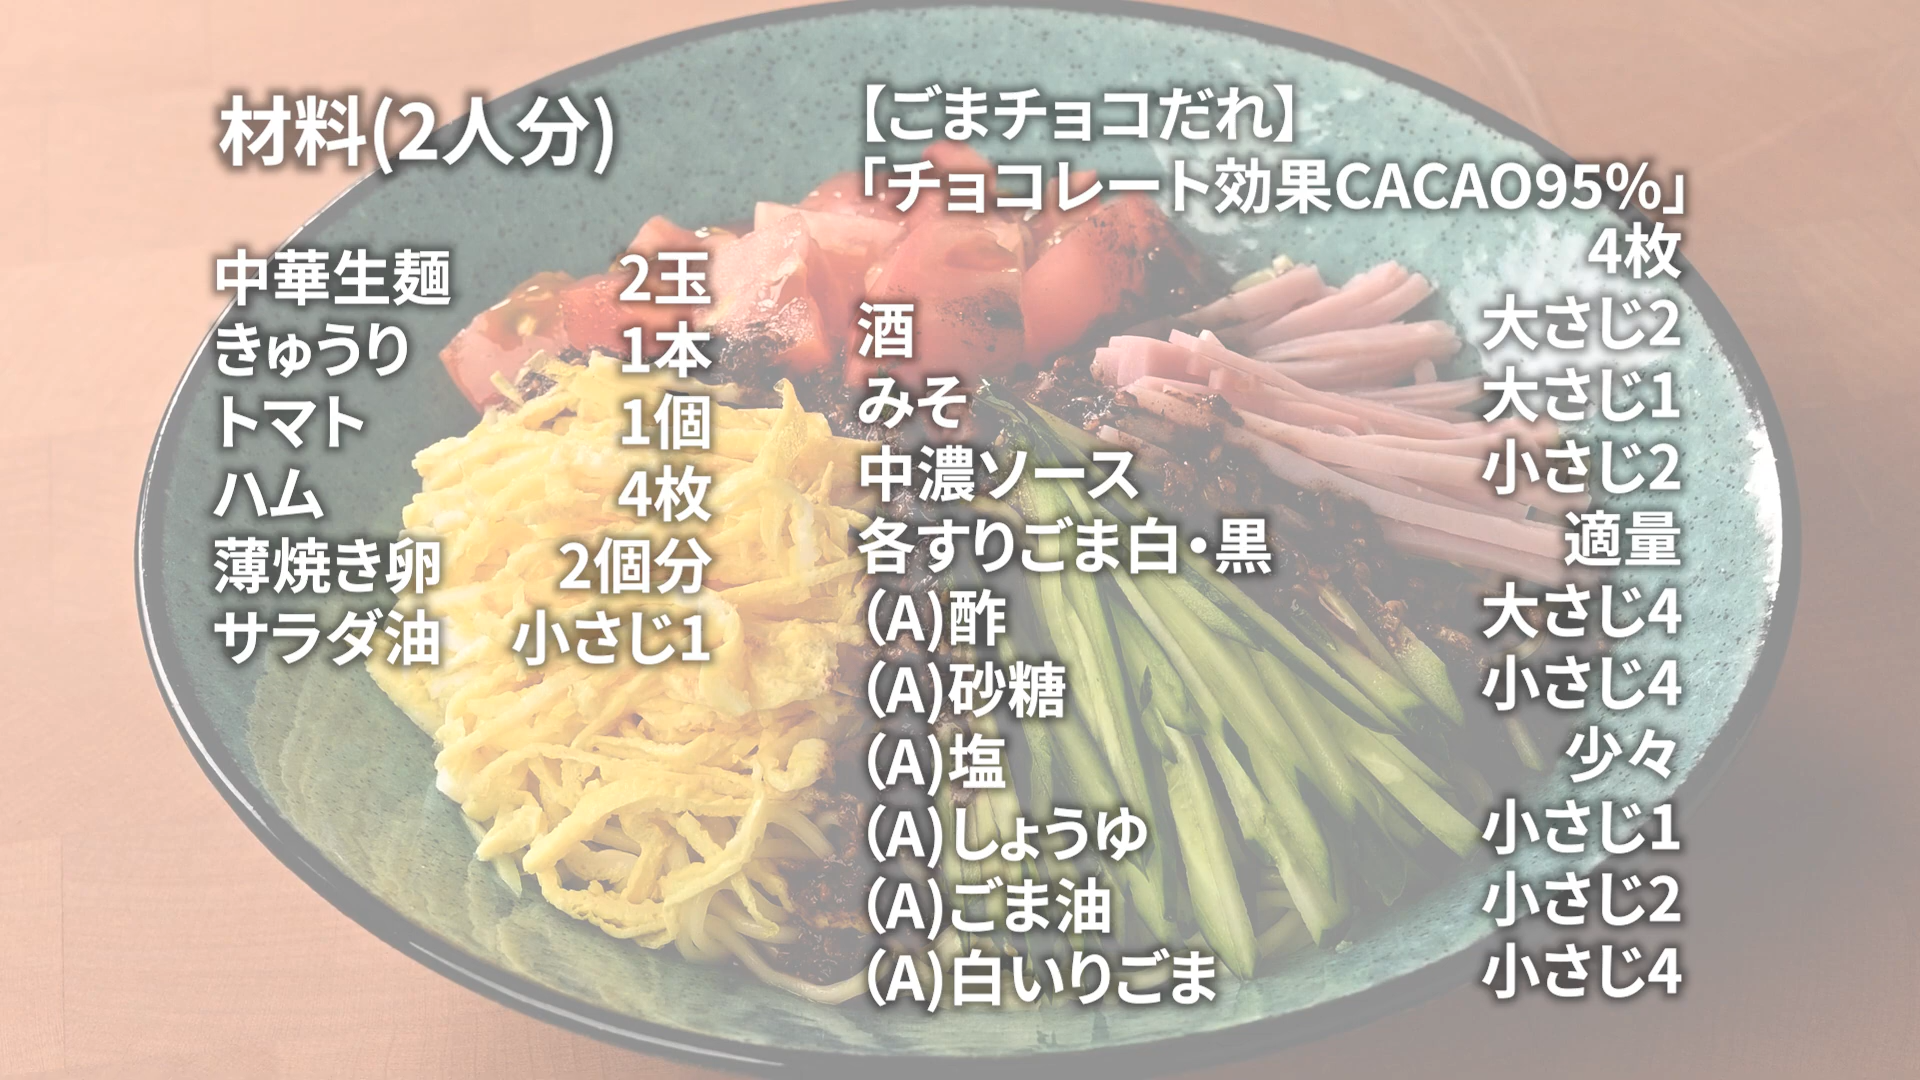 材料(2人分)
中華生麺 2玉
きゅうり 1本
トマト 1個
ハム 4枚
薄焼き卵 2個分
サラダ油 小さじ1
【ごまチョコだれ】
「チョコレート効果CACAO95%」
4枚
酒 大さじ2
みそ 大さじ1
中濃ソース 小さじ2
各すりごま白・黒 適量
(A)酢 大さじ4
(A)砂糖 小さじ4
(A)塩 少々
(A)しょうゆ 小さじ1
(A)ごま油 小さじ2
(A)白いりごま 小さじ4